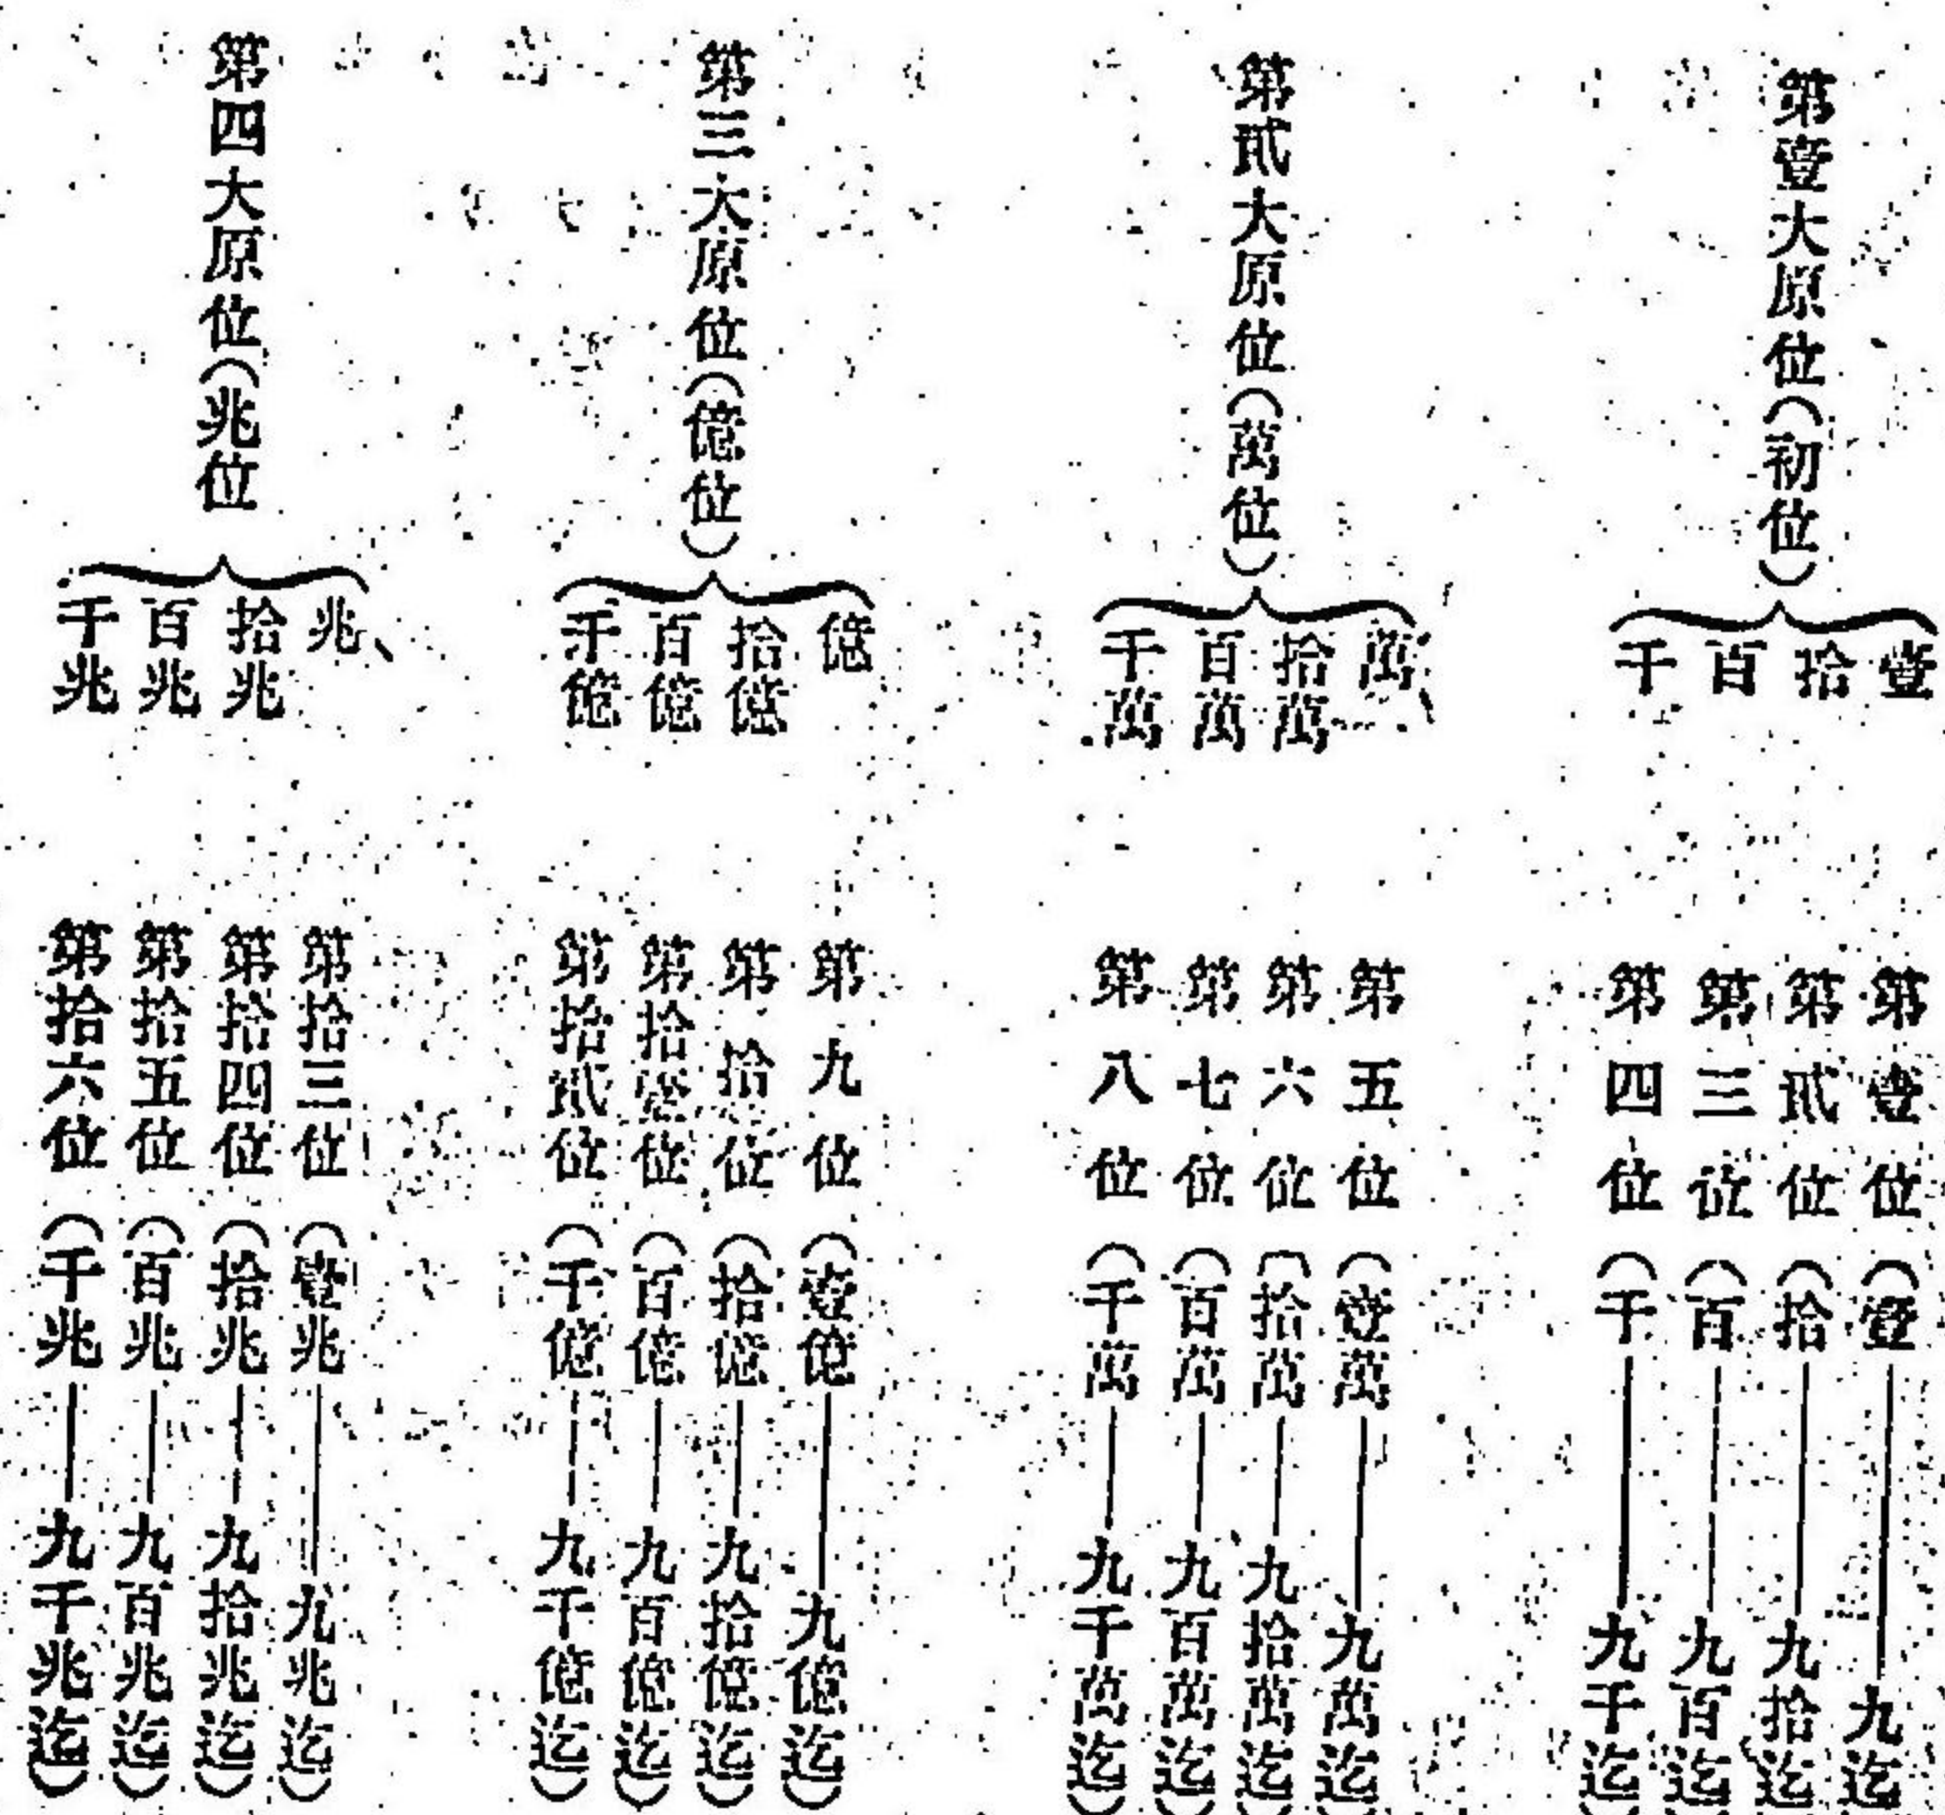 第壹大原位(初位)
壹
拾
百
千
第壹位(壹——九迄
第貳位(拾——九拾迄
第三位(百——九百迄
第四位(千——九千迄)
第貳大原位(萬位)
萬
拾萬
百萬
千萬
第五位(壹萬——九萬迄)
第六位(拾萬——九拾萬迄)
第七位(百萬——九百萬迄)
第八位(千萬——九千萬迄)
第三大原位(億位)
億
拾億
百億
千億
第九位(壹億——九億迄)
第拾位(拾億——九拾億迄)
第拾壹位(百億——九百億迄)
第拾貳位(千億——九千億迄)
第四大原位(兆位
兆
拾兆
百兆
千兆
第拾三位(壹兆——九兆迄)
第拾四位(拾兆——九拾兆迄)
第拾五位(百兆——九百兆迄)
第拾六位(千兆——九千兆迄)